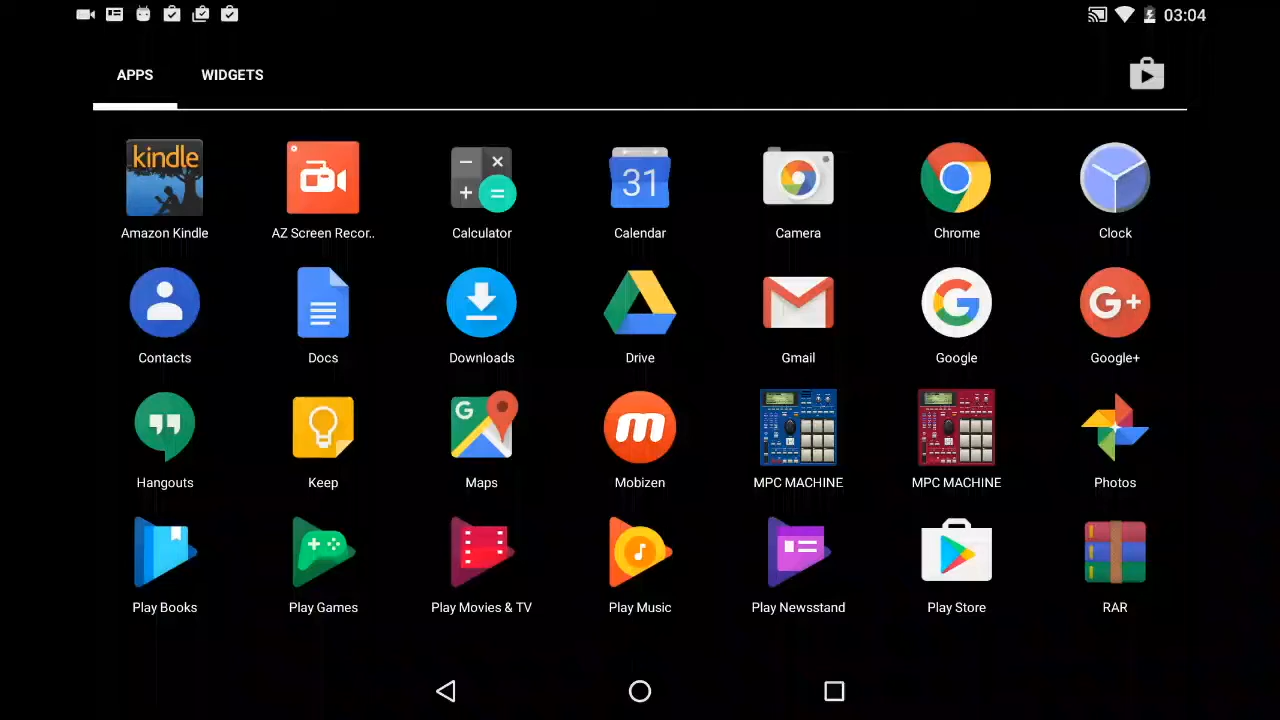 03:04
APPS WIDGETS
kindle
31
Amazon Kindle AZ Screen Recor.. Calculator Calendar Camera Chrome Clock
G G+
Contacts Docs Downloads Drive Gmail Google Google+
G m
Hangouts Keep Maps Mobizen MPC MACHINE MPC MACHINE Photos
Play Books Play Games Play Movies & TV Play Music Play Newsstand Play Store RAR